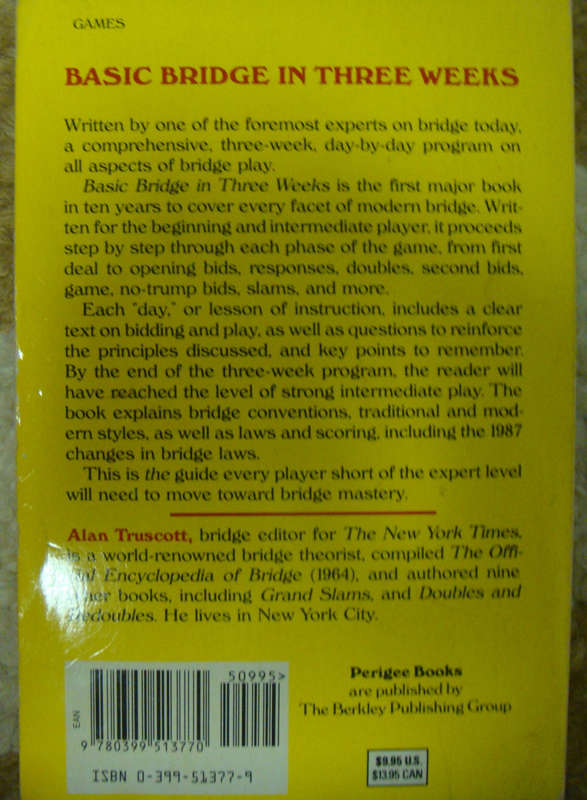 GAMES
BASIC BRIDGE IN THREE WEEKS
Written by one of the foremost experts on bridge today,
a comprehensive, three-week, day-by-day program on
all aspects of bridge play.
Basic Bridge in Three Weeks is the first major book
in ten years to cover every facet of modern bridge. Writ-
ten for the beginning and intermediate player, it proceeds
step by step through each phase of the game, from first
deal to opening bids, responses, doubles, second bids,
game, no-trump bids, slams, and more.
Each "day," or lesson of instruction, includes a clear
text on bidding and play, as well as questions to reinforce
the principles discussed, and key points to remember.
By the end of the three-week program, the reader will
have reached the level of strong intermediate play. The
book explains bridge conventions, traditional and mod-
ern styles, as well as laws and scoring, including the 1987
changes in bridge laws.
This is the guide every player short of the expert level
will need to move toward bridge mastery.
Alan Truscott, bridge editor for The New York Times,
is a world-renowned bridge theorist, compiled The Offi-
cial Encyclopedia of Bridge (1964), and authored nine
other books, including Grand Slams, and Doubles and
Redoubles. He lives in New York City.
50995>
EAN
9 780399 513770
ISBN 0-399-51377-9
Perigee Books
are published by
The Berkley Publishing Group
$9.95 U.S.
$13.95 CAN